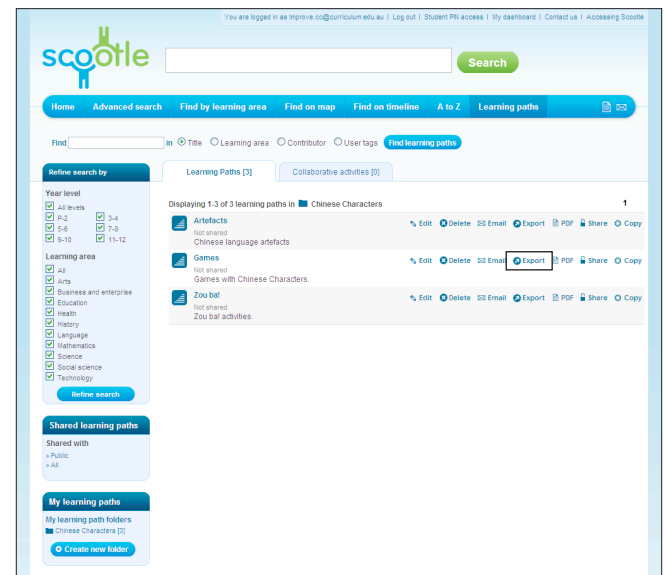 You are logged in as improve.cc@curriculum.edu.au | Log out | Student PIN access | My dashboard | Contact us | Accessing Scootle
scootle
Search
Home Advanced search Find by learning area Find on map Find on timeline A to Z Learning paths
Find in Title Learning area Contributor User tags Find learning paths
Refine search by
Year level
All levels
P-2 3-4
5-6 7-8
9-10 11-12
Learning area
All
Arts
Business and enterprise
Education
Health
History
Language
Mathematics
Science
Social science
Technology
Refine search
Shared learning paths
Shared with
» Public
» All
My learning paths
My learning path folders
Chinese Characters [3]
Create new folder
Learning Paths [3] Collaborative activities [0]
Displaying 1-3 of 3 learning paths in Chinese Characters 1
Artefacts Edit Delete Email Export PDF Share Copy
Not shared
Chinese language artefacts
Games Edit Delete Email Export PDF Share Copy
Not shared
Games with Chinese Characters.
Zou ba! Edit Delete Email Export PDF Share Copy
Not shared
Zou ba! activities.